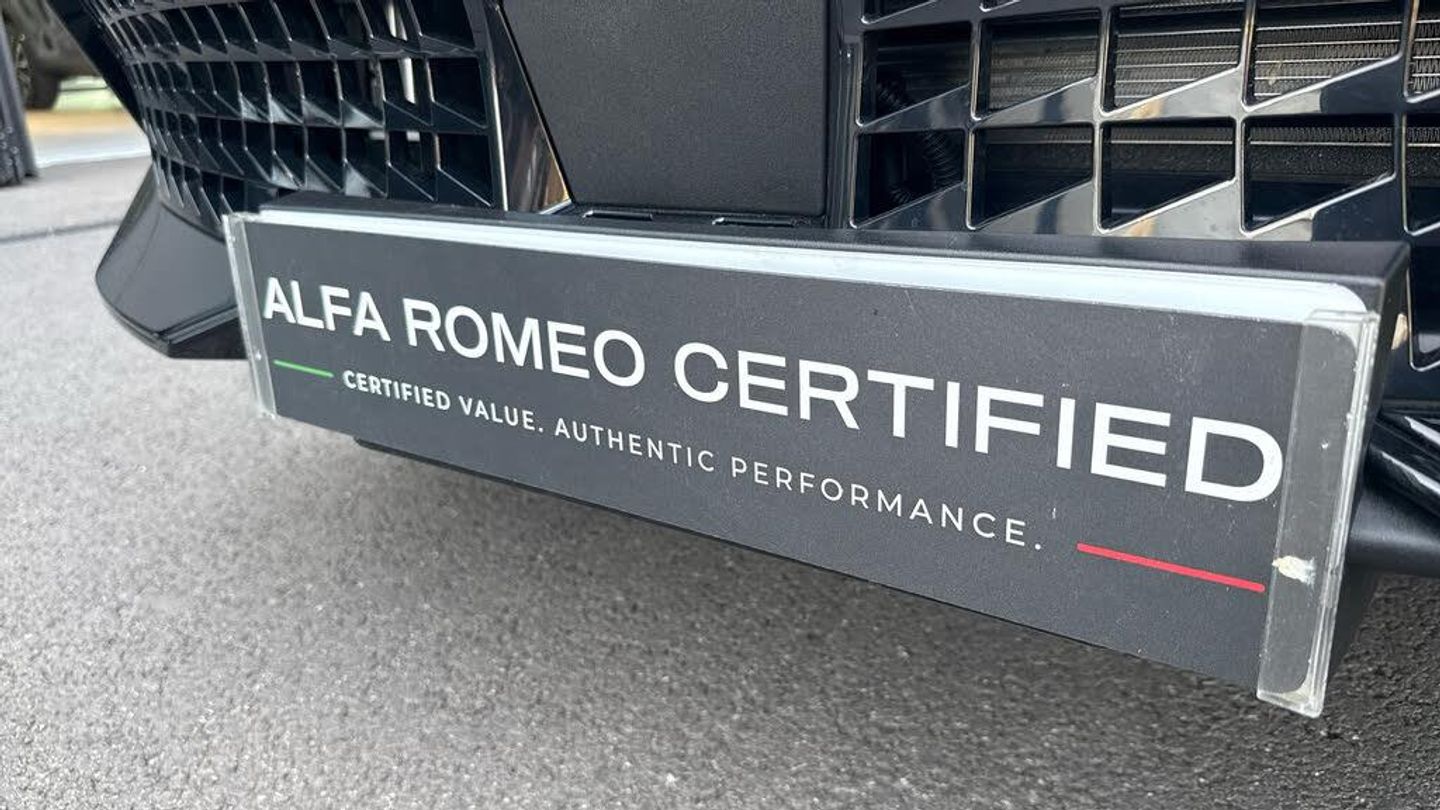 ALFA ROMEO CERTIFIED
CERTIFIED VALUE. AUTHENTIC PERFORMANCE.